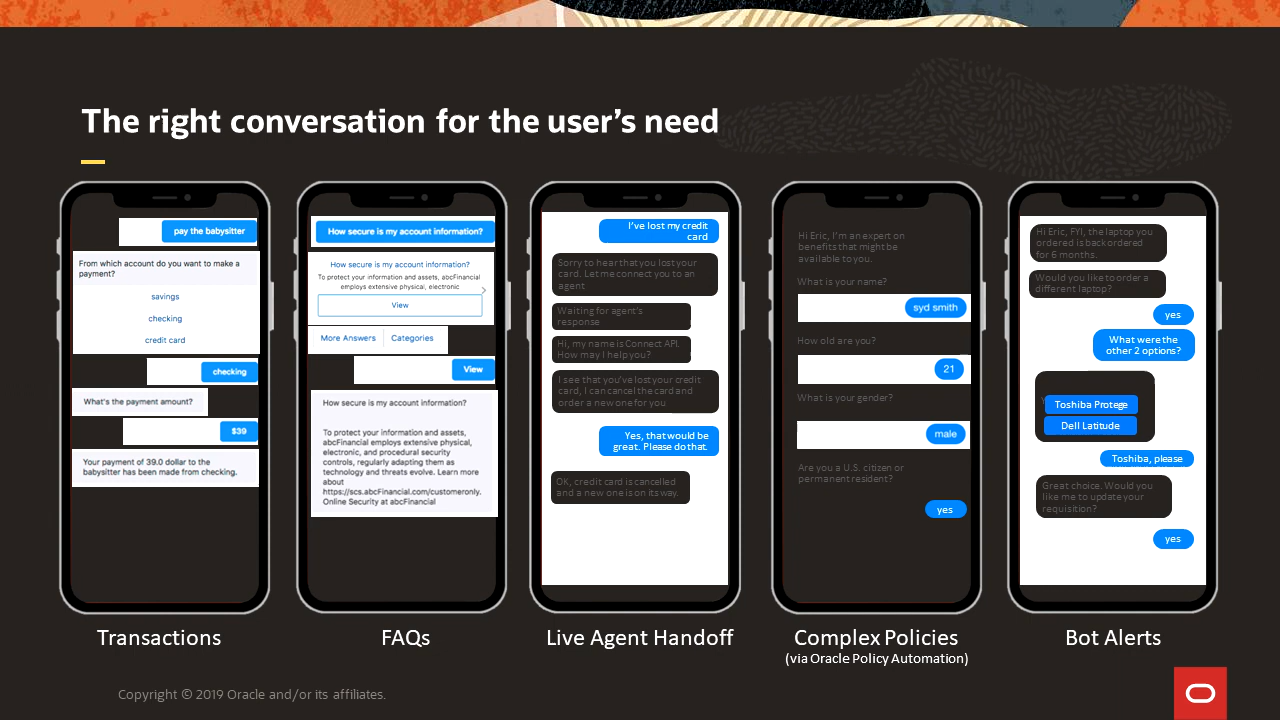 The right conversation for the user's need
pay the babysitter
From which account do you want to make a
payment?
savings
checking
credit card
checking
What's the payment amount?
$39
Your payment of 39.0 dollar to the
babysitter has been made from checking.
Transactions
How secure is my account information?
How secure is my account information?
To protect your information and assets, abcFinancial
employs extensive physical, electronic
View
More Answers
Categories
View
How secure is my account information?
To protect your information and assets,
abcFinancial employs extensive physical,
electronic, and procedural security
controls, regularly adapting them as
technology and threats evolve. Learn more
about
https://scs.abcFinancial.com/customeronly.
Online Security at abcFinancial
FAQs
I've lost my credit
card
Sorry to hear that you lost your
card. Let me connect you to an
agent
Waiting for agent's
response
Hi, my name is Connect API.
How may I help you?
I see that you've lost your credit
card, I can cancel the card and
order a new one for you
Yes, that would be
great. Please do that.
OK, credit card is cancelled
and a new one is on its way.
Live Agent Handoff
Hi Eric, I'm an expert on
benefits that might be
available to you.
What is your name?
syd smith
How old are you?
21
What is your gender?
male
Are you a U.S. citizen or
permanent resident?
yes
Complex Policies
(via Oracle Policy Automation)
Hi Eric, FYI, the laptop you
ordered is backordered
for 6 months.
Would you like to order a
different laptop?
yes
What were the
other 2 options?
Toshiba Protege
Dell Latitude
Toshiba, please
Great choice. Would you
like me to update your
requisition?
yes
Bot Alerts
Copyright © 2019 Oracle and/or its affiliates.